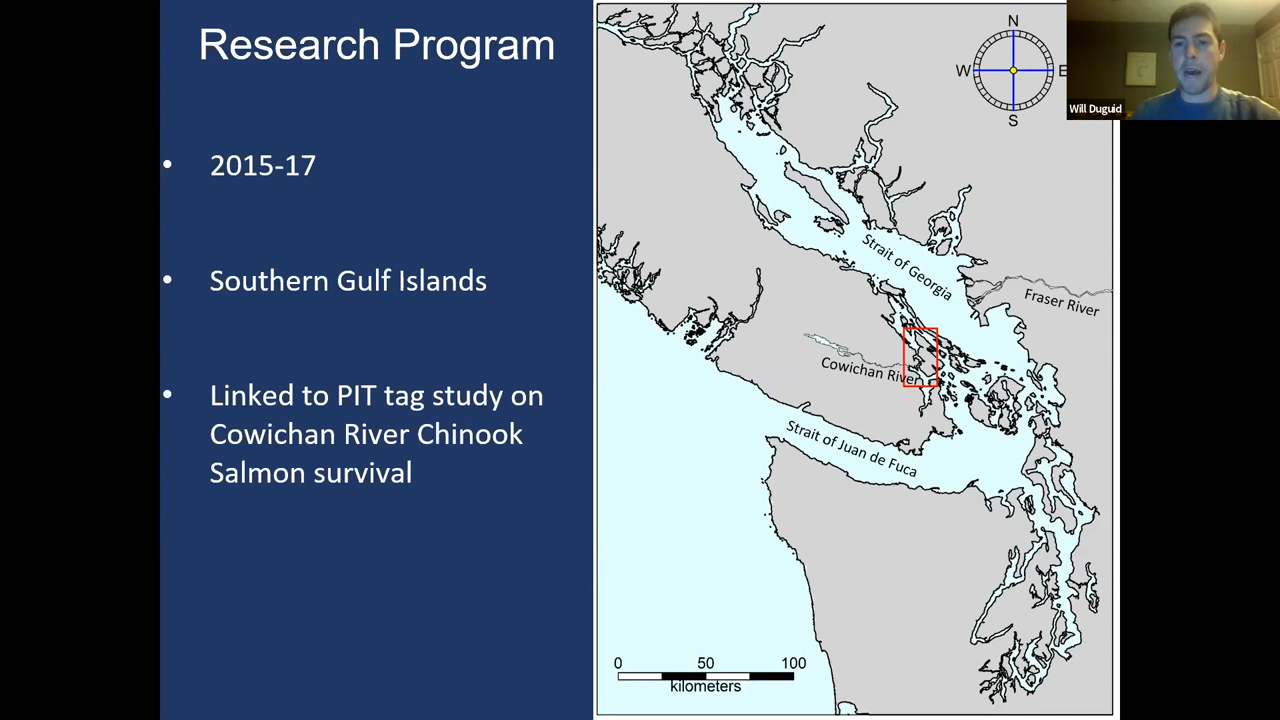 Research Program
• 2015-17
• Southern Gulf Islands
• Linked to PIT tag study on
Cowichan River Chinook
Salmon survival
N
W
E
S
Will Duguid
Strait of Georgia
Fraser River
Cowichan River
Strait of Juan de Fuca
0 50 100
kilometers